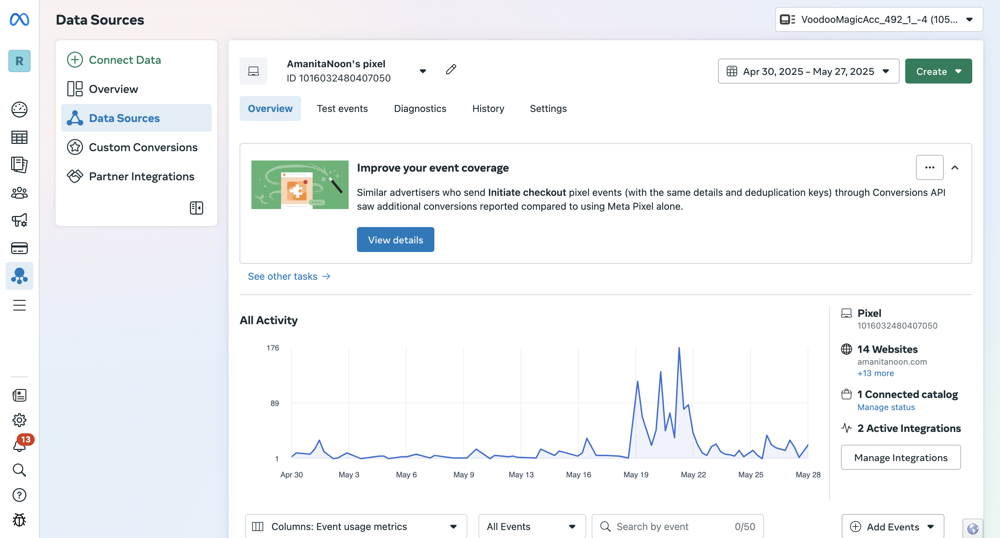 Data Sources
VoodooMagicAcc_492_1_-4 (105...
R
Connect Data
Overview
Data Sources
Custom Conversions
Partner Integrations
AmanitaNoon's pixel
ID 1016032480407050
Apr 30, 2025 – May 27, 2025
Create
Overview
Test events
Diagnostics
History
Settings
Improve your event coverage
Similar advertisers who send Initiate checkout pixel events (with the same details and deduplication keys) through Conversions API
saw additional conversions reported compared to using Meta Pixel alone.
View details
See other tasks
All Activity
176
89
1
Apr 30
May 3
May 6
May 9
May 13
May 16
May 19
May 22
May 25
May 28
Pixel
1016032480407050
14 Websites
amanitanoon.com
+13 more
1 Connected catalog
Manage status
2 Active Integrations
Manage Integrations
13
Columns: Event usage metrics
All Events
Search by event
0/50
Add Events